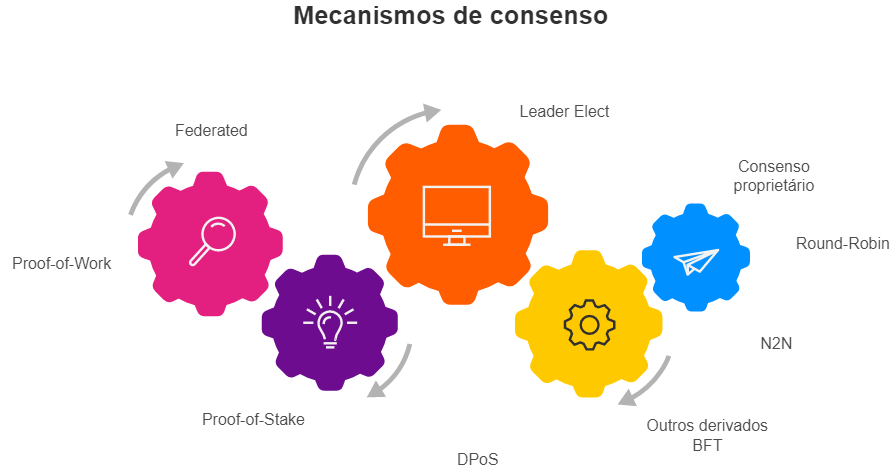 Mecanismos de consenso
Leader Elect
Federated
Consenso
proprietário
Round-Robin
Proof-of-Work
N2N
Proof-of-Stake
Outros derivados
BFT
DPoS